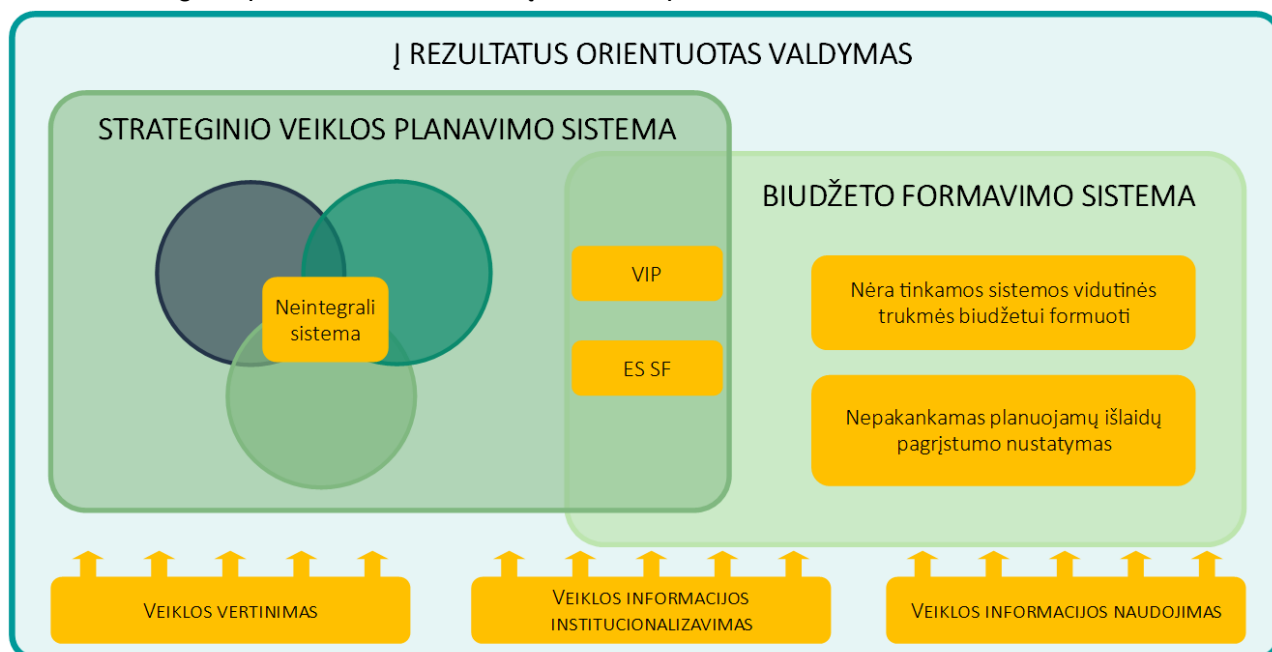 Į REZULTATUS ORIENTUOTAS VALDYMAS
STRATEGINIO VEIKLOS PLANAVIMO SISTEMA
BIUDŽETO FORMAVIMO SISTEMA
Neintegrali
sistema
VIP
ES SF
Nėra tinkamos sistemos vidutinės
trukmės biudžetui formuoti
Nepakankamas planuojamų išlaidų
pagrįstumo nustatymas
VEIKLOS VERTINIMAS
VEIKLOS INFORMACIJOS
INSTITUCIONALIZAVIMAS
VEIKLOS INFORMACIJOS NAUDOJIMAS